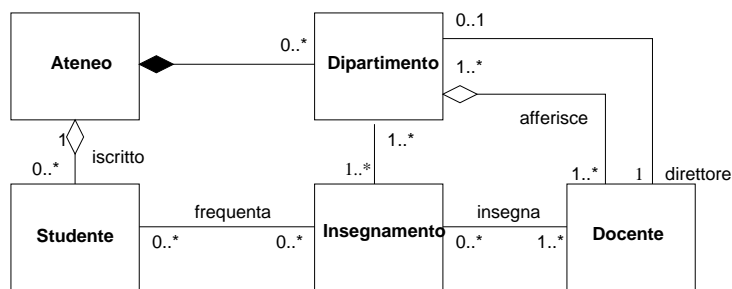 0..1
0..*
Ateneo
Dipartimento
1..*
afferisce
1
1..*
iscritto
0..*
1..*
1..*
1
direttore
frequenta
insegna
Studente
Insegnamento
Docente
0..*
0..*
0..*
1..*